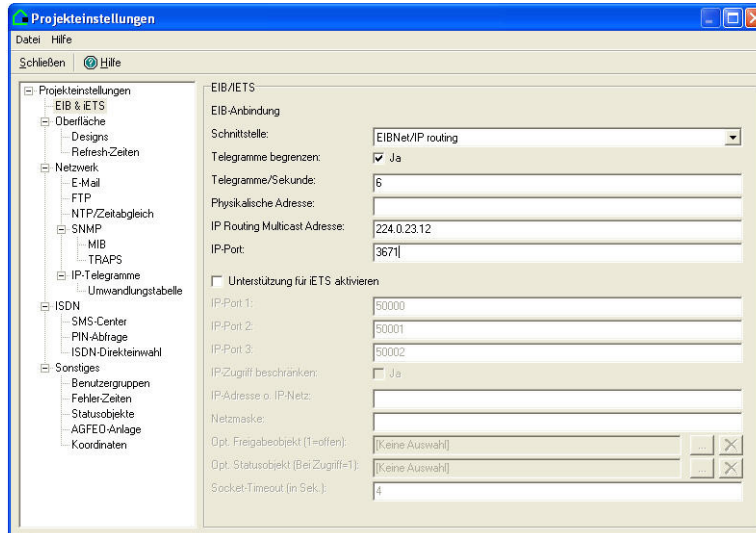 Projekteinstellungen
Datei Hilfe
Schließen Hilfe
Projekteinstellungen
EIB & iETS
Oberfläche
Designs
Refresh-Zeiten
Netzwerk
E-Mail
FTP
NTP/Zeitabgleich
SNMP
MIB
TRAPS
IP-Telegramme
Umwandlungstabelle
ISDN
SMS-Center
PIN-Abfrage
ISDN-Direkteinwahl
Sonstiges
Benutzergruppen
Fehler-Zeiten
Statusobjekte
AGFEO-Anlage
Koordinaten
EIB/IETS
EIB-Anbindung
Schnittstelle: EIBNet/IP routing
Telegramme begrenzen: Ja
Telegramme/Sekunde: 6
Physikalische Adresse:
IP Routing Multicast Adresse: 224.0.23.12
IP-Port: 3671
Unterstützung für iETS aktivieren
IP-Port 1: 50000
IP-Port 2: 50001
IP-Port 3: 50002
IP-Zugriff beschränken: Ja
IP-Adresse o. IP-Netz:
Netzmaske:
Opt. Freigabeobjekt (1=offen): [Keine Auswahl] ...
Opt. Statusobjekt (Bei Zugriff=1): [Keine Auswahl] ...
Socket-Timeout (in Sek.): 4